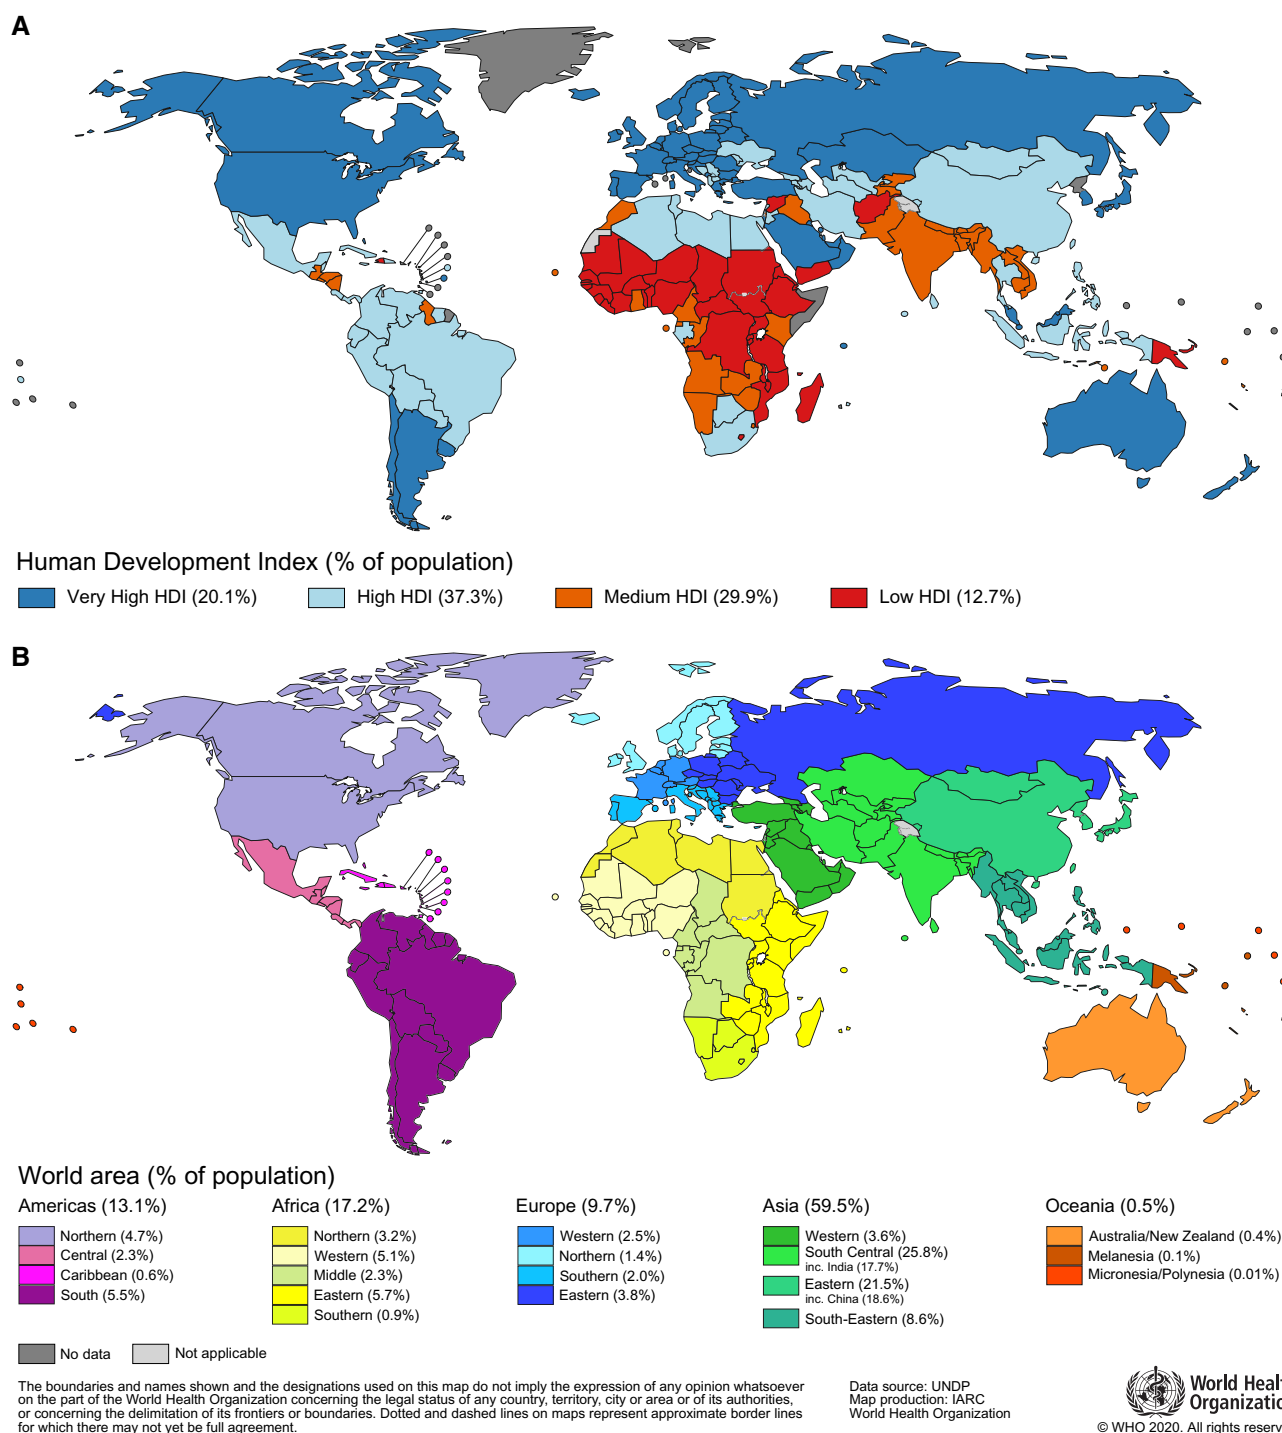 A
Human Development Index (% of population)
Very High HDI (20.1%)
High HDI (37.3%)
Medium HDI (29.9%)
Low HDI (12.7%)
B
World area (% of population)
Americas (13.1%)
Northern (4.7%)
Central (2.3%)
Caribbean (0.6%)
South (5.5%)
Africa (17.2%)
Northern (3.2%)
Western (5.1%)
Middle (2.3%)
Eastern (5.7%)
Southern (0.9%)
Europe (9.7%)
Western (2.5%)
Northern (1.4%)
Southern (2.0%)
Eastern (3.8%)
Asia (59.5%)
Western (3.6%)
South Central (25.8%)
inc. India (17.7%)
Eastern (21.5%)
inc. China (18.6%)
South-Eastern (8.6%)
Oceania (0.5%)
Australia/New Zealand (0.4%)
Melanesia (0.1%)
Micronesia/Polynesia (0.01%)
No data
Not applicable
The boundaries and names shown and the designations used on this map do not imply the expression of any opinion whatsoever
on the part of the World Health Organization concerning the legal status of any country, territory, city or area or of its authorities,
or concerning the delimitation of its frontiers or boundaries. Dotted and dashed lines on maps represent approximate border lines
for which there may not yet be full agreement.
Data source: UNDP
Map production: IARC
World Health Organization
World Heal
Organizatio
© WHO 2020. All rights reserv